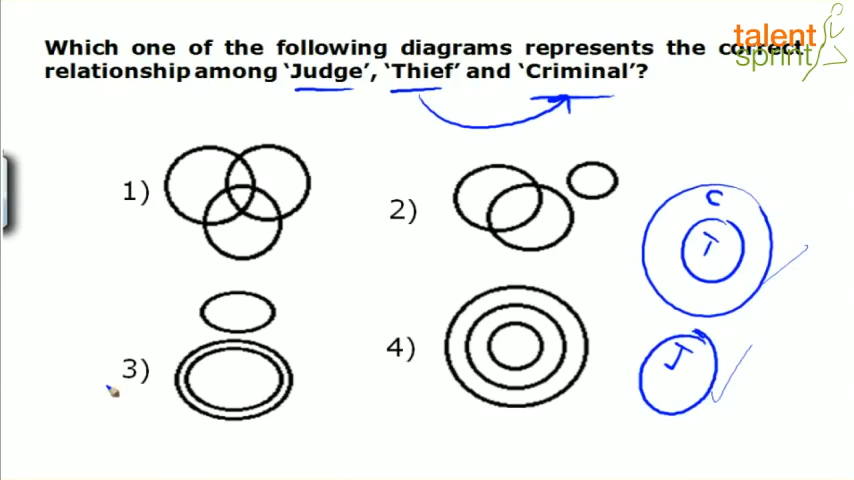 talent
sprint
Which one of the following diagrams represents the correct
relationship among ‘Judge’, ‘Thief’ and ‘Criminal’?
1)
2)
C
T
3)
4)
J